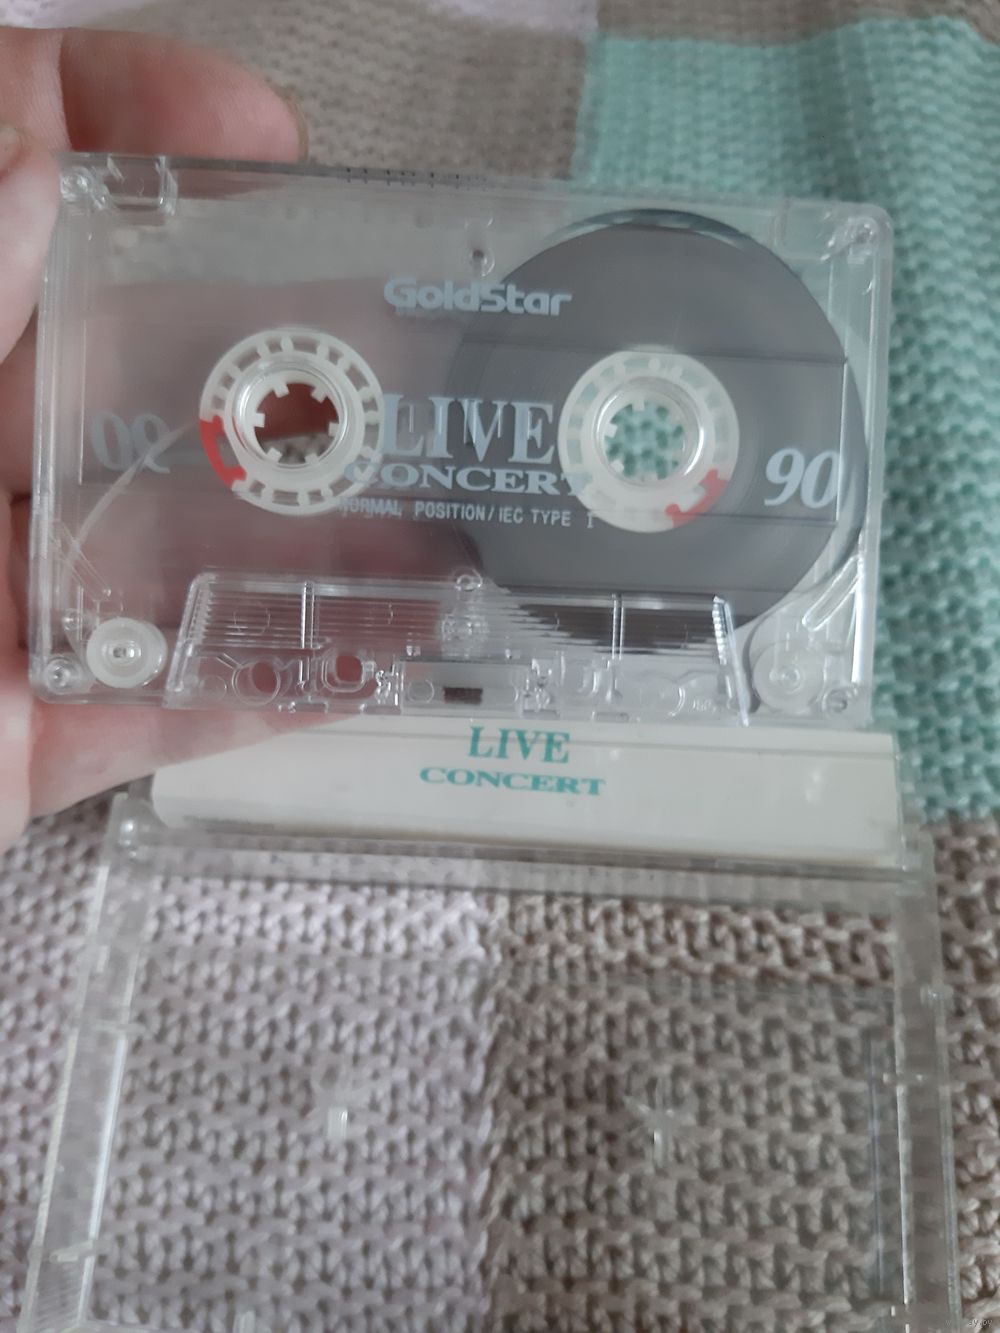 GoldStar
LIVE
CONCERT
90
90
NORMAL POSITION/IEC TYPE I
LIVE
CONCERT